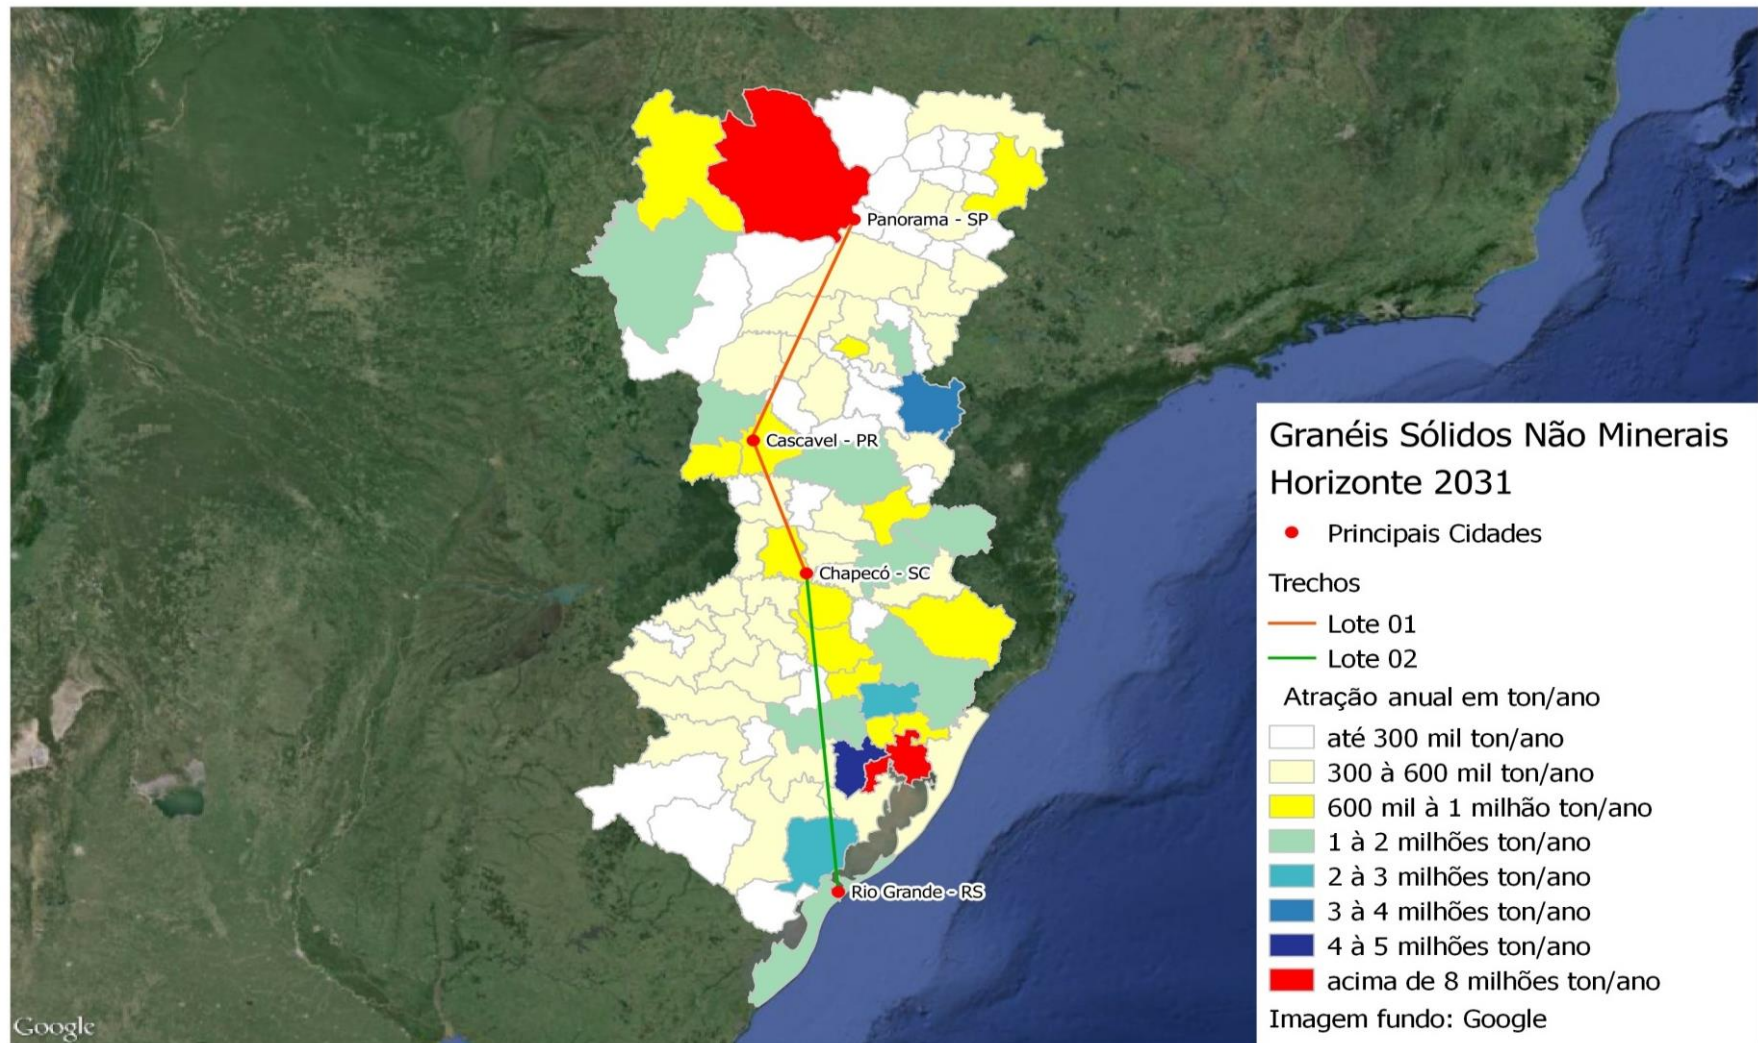 Panorama - SP
Cascavel - PR
Chapecó - SC
Rio Grande - RS
Granéis Sólidos Não Minerais
Horizonte 2031
Principais Cidades
Trechos
Lote 01
Lote 02
Atração anual em ton/ano
até 300 mil ton/ano
300 à 600 mil ton/ano
600 mil à 1 milhão ton/ano
1 à 2 milhões ton/ano
2 à 3 milhões ton/ano
3 à 4 milhões ton/ano
4 à 5 milhões ton/ano
acima de 8 milhões ton/ano
Imagem fundo: Google
Google